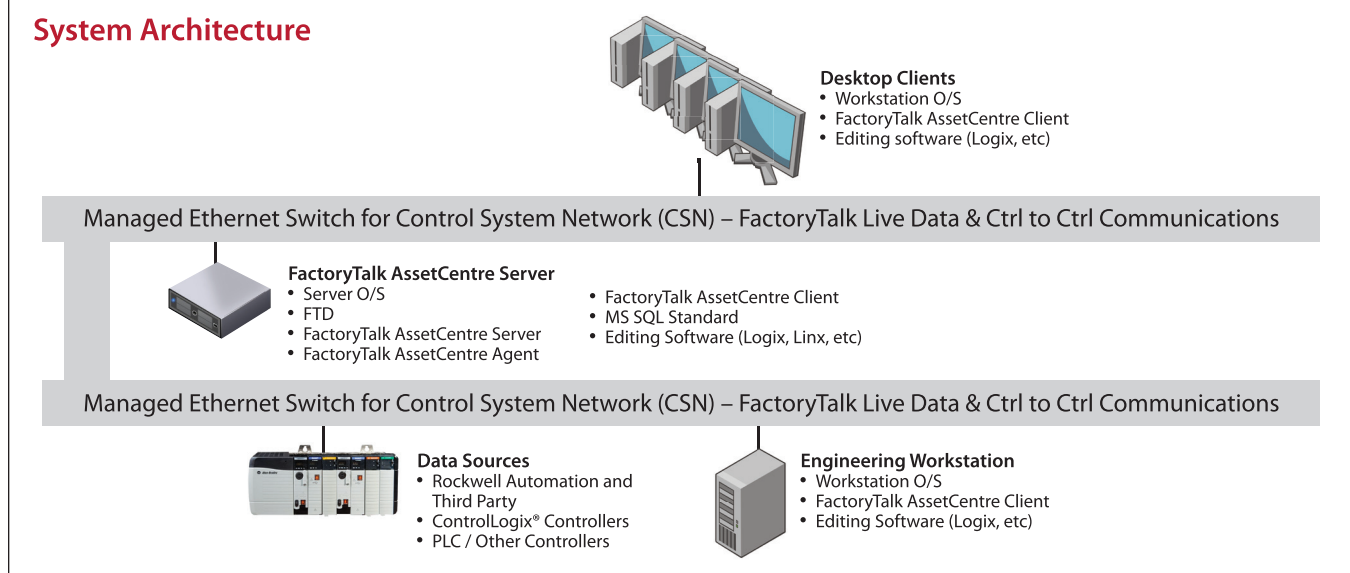 System Architecture
Desktop Clients
• Workstation O/S
• FactoryTalk AssetCentre Client
• Editing software (Logix, etc)
Managed Ethernet Switch for Control System Network (CSN) – FactoryTalk Live Data & Ctrl to Ctrl Communications
FactoryTalk AssetCentre Server
• Server O/S
• FTD
• FactoryTalk AssetCentre Server
• FactoryTalk AssetCentre Agent
• FactoryTalk AssetCentre Client
• MS SQL Standard
• Editing Software (Logix, Linx, etc)
Managed Ethernet Switch for Control System Network (CSN) – FactoryTalk Live Data & Ctrl to Ctrl Communications
Data Sources
• Rockwell Automation and
Third Party
• ControlLogix® Controllers
• PLC / Other Controllers
Engineering Workstation
• Workstation O/S
• FactoryTalk AssetCentre Client
• Editing Software (Logix, etc)